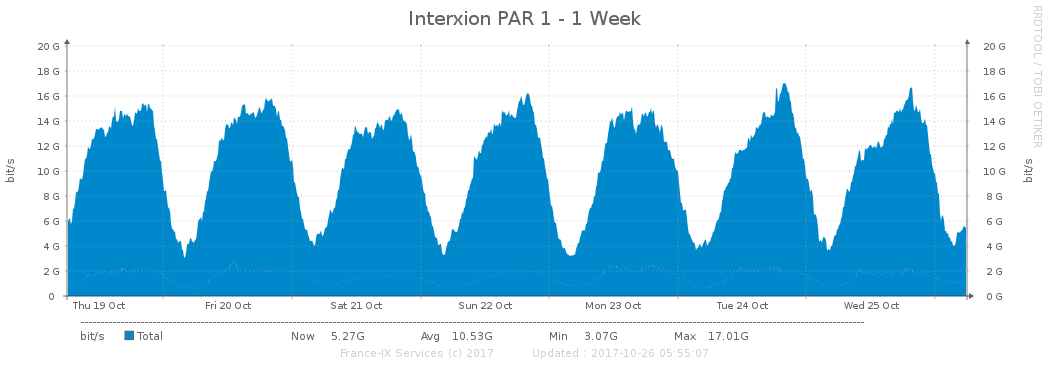 Interxion PAR 1 - 1 Week
RRDTOOL / TOBI OETIKER
bit/s
bit/s
20 G 20 G
18 G 18 G
16 G 16 G
14 G 14 G
12 G 12 G
10 G 10 G
8 G 8 G
6 G 6 G
4 G 4 G
2 G 2 G
0 0 G
Thu 19 Oct Fri 20 Oct Sat 21 Oct Sun 22 Oct Mon 23 Oct Tue 24 Oct Wed 25 Oct
bit/s Total Now 5.27G Avg 10.53G Min 3.07G Max 17.01G
France-IX Services (c) 2017 Updated : 2017-10-26 05:55:07